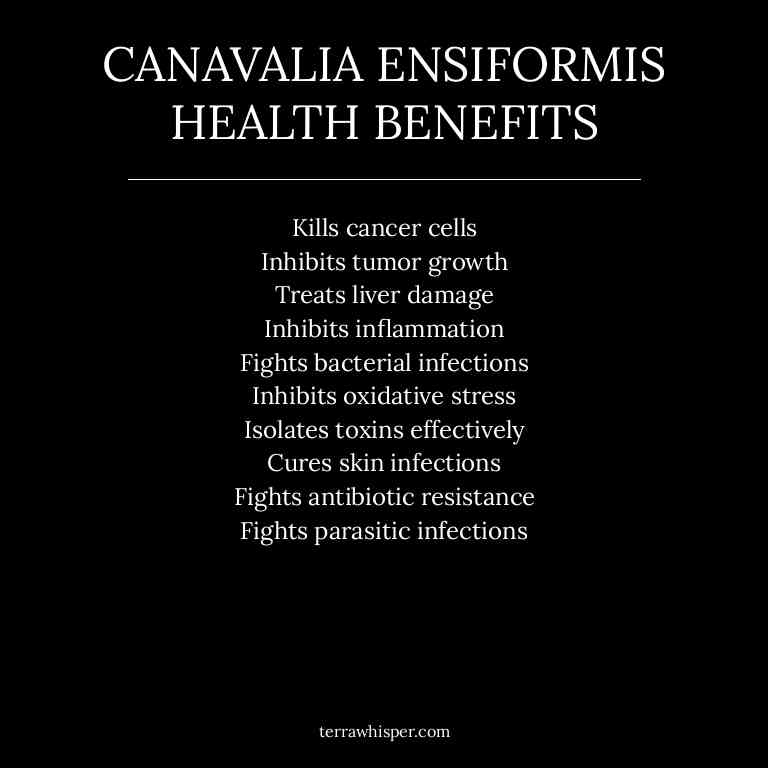 CANAVALIA ENSIFORMIS
HEALTH BENEFITS
Kills cancer cells
Inhibits tumor growth
Treats liver damage
Inhibits inflammation
Fights bacterial infections
Inhibits oxidative stress
Isolates toxins effectively
Cures skin infections
Fights antibiotic resistance
Fights parasitic infections
terrawhisper.com